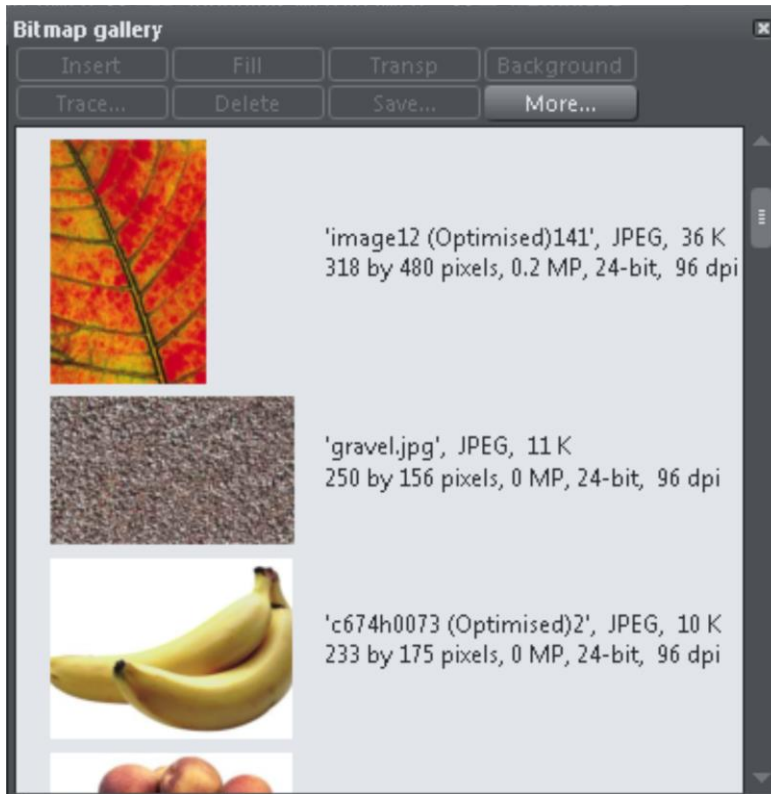 Bitmap gallery
Insert Fill Transp Background
Trace... Delete Save... More...
'image12 (Optimised)141', JPEG, 36 K
318 by 480 pixels, 0.2 MP, 24-bit, 96 dpi
'gravel.jpg', JPEG, 11 K
250 by 156 pixels, 0 MP, 24-bit, 96 dpi
'c674h0073 (Optimised)2', JPEG, 10 K
233 by 175 pixels, 0 MP, 24-bit, 96 dpi